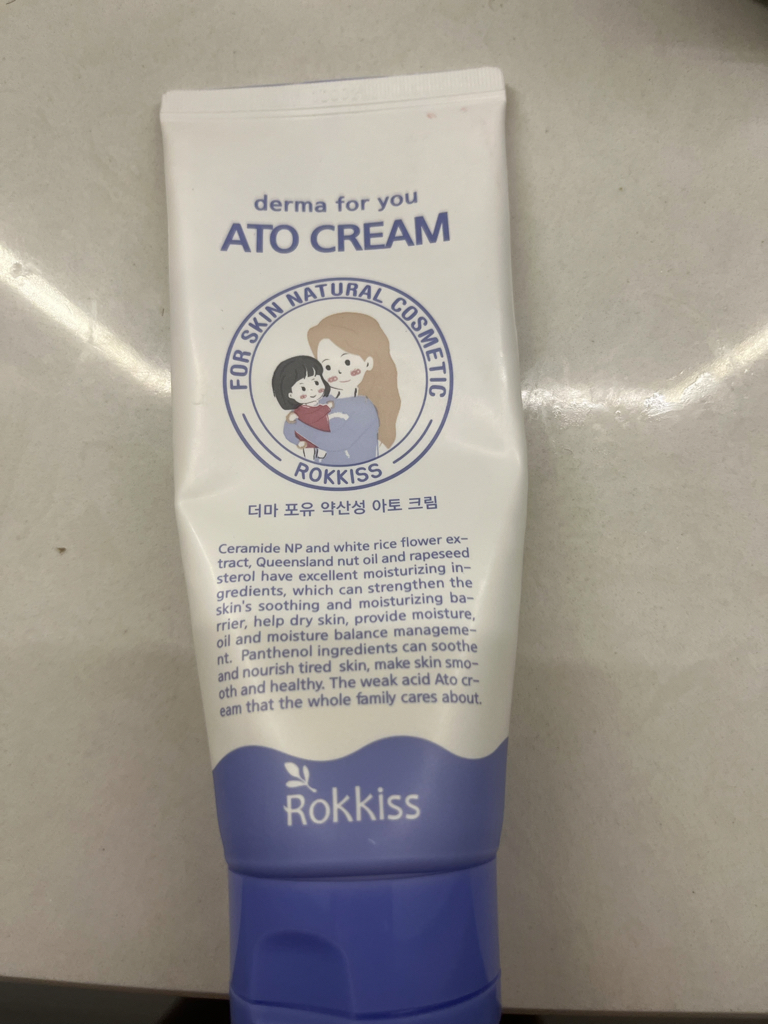 derma for you
ATO CREAM
FOR SKIN NATURAL COSMETIC
ROKKISS
더마 포유 약산성 아토 크림
Ceramide NP and white rice flower ex-
tract, Queensland nut oil and rapeseed
sterol have excellent moisturizing in-
gredients, which can strengthen the
skin's soothing and moisturizing ba-
rrier, help dry skin, provide moisture,
oil and moisture balance manageme-
nt. Panthenol ingredients can soothe
and nourish tired skin, make skin smo-
oth and healthy. The weak acid Ato cr-
eam that the whole family cares about.
Rokkiss